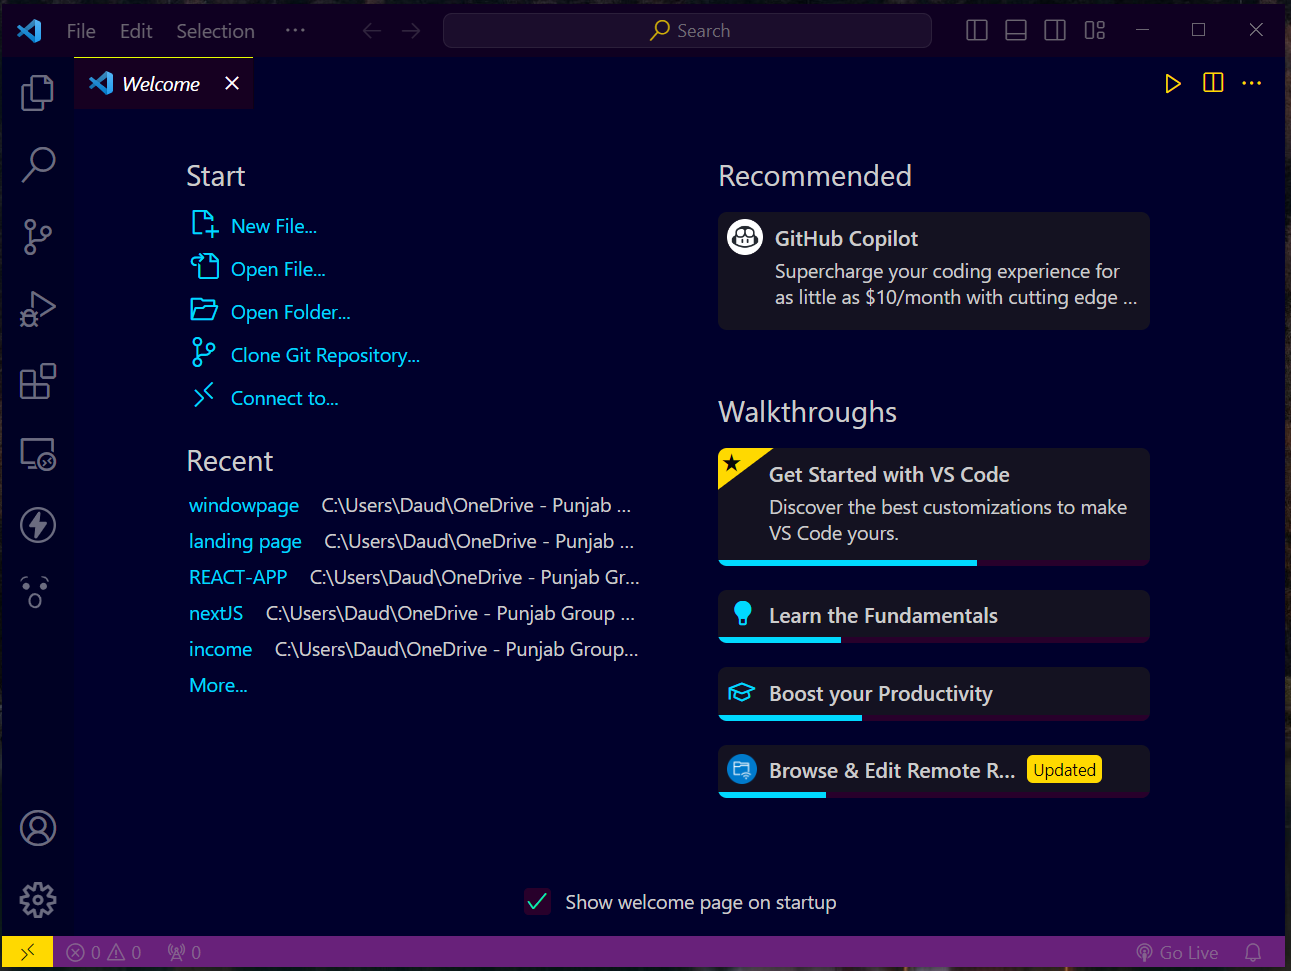 File Edit Selection ···
Search
Welcome
Start
New File...
Open File...
Open Folder...
Clone Git Repository...
Connect to...
Recent
windowpage C:\Users\Daud\OneDrive - Punjab ...
landing page C:\Users\Daud\OneDrive - Punjab ...
REACT-APP C:\Users\Daud\OneDrive - Punjab Gr...
nextJS C:\Users\Daud\OneDrive - Punjab Group ...
income C:\Users\Daud\OneDrive - Punjab Group...
More...
Recommended
GitHub Copilot
Supercharge your coding experience for
as little as $10/month with cutting edge ...
Walkthroughs
Get Started with VS Code
Discover the best customizations to make
VS Code yours.
Learn the Fundamentals
Boost your Productivity
Browse & Edit Remote R... Updated
Show welcome page on startup
0 0 0 Go Live